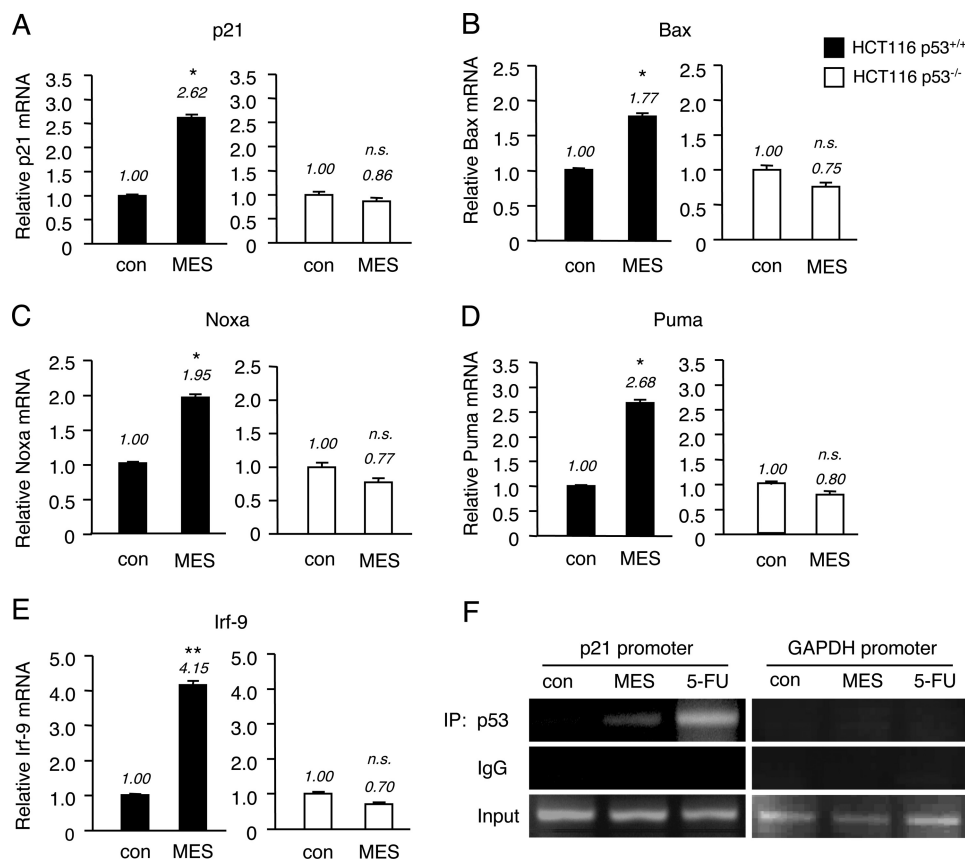 A
p21
Relative p21 mRNA
3.5
3.0
2.5
2.0
1.5
1.0
0.5
0
1.00
*
2.62
con MES
3.5
3.0
2.5
2.0
1.5
1.0
0.5
0
1.00
n.s.
0.86
con MES
B
Bax
HCT116 p53+/+
HCT116 p53-/-
Relative Bax mRNA
2.5
2.0
1.5
1.0
0.5
0
1.00
*
1.77
con MES
2.5
2.0
1.5
1.0
0.5
0
1.00
n.s.
0.75
con MES
C
Noxa
Relative Noxa mRNA
2.5
2.0
1.5
1.0
0.5
0
1.00
*
1.95
con MES
2.5
2.0
1.5
1.0
0.5
0
1.00
n.s.
0.77
con MES
D
Puma
Relative Puma mRNA
3.5
3.0
2.5
2.0
1.5
1.0
0.5
0
1.00
*
2.68
con MES
3.5
3.0
2.5
2.0
1.5
1.0
0.5
0
1.00
n.s.
0.80
con MES
E
Irf-9
Relative Irf-9 mRNA
5.0
4.0
3.0
2.0
1.0
0
1.00
**
4.15
con MES
5.0
4.0
3.0
2.0
1.0
0
1.00
n.s.
0.70
con MES
F
p21 promoter GAPDH promoter
con MES 5-FU con MES 5-FU
IP: p53
IgG
Input